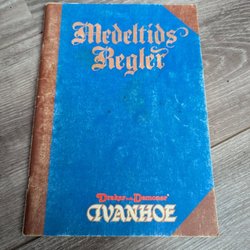 Medeltids
Regler
Drakar och Demoner
IVANHOE